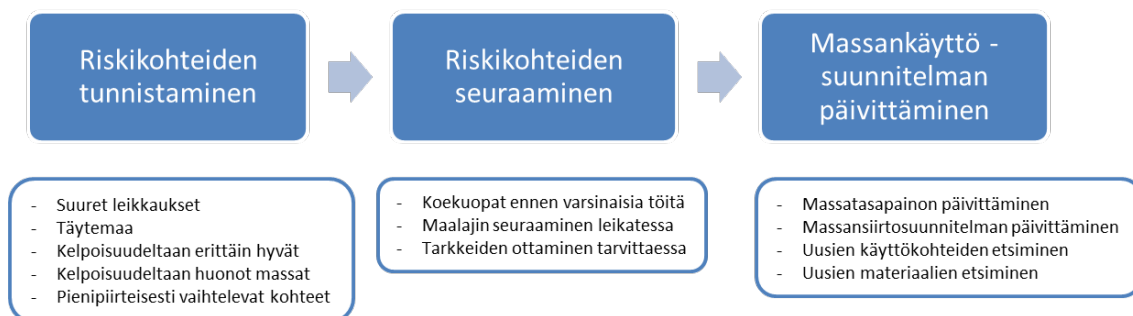 Riskikohteiden
tunnistaminen
Riskikohteiden
seuraaminen
Massankäyttö -
suunnitelman
päivittäminen
- Suuret leikkaukset
- Täytemaa
- Kelpoisuudeltaan erittäin hyvät
- Kelpoisuudeltaan huonot massat
- Pienipiirteisesti vaihtelevat kohteet
- Koekuopat ennen varsinaisia töitä
- Maalajin seuraaminen leikatessa
- Tarkkeiden ottaminen tarvittaessa
- Massatasapainon päivittäminen
- Massansiirtosuunnitelman päivittäminen
- Uusien käyttökohteiden etsiminen
- Uusien materiaalien etsiminen